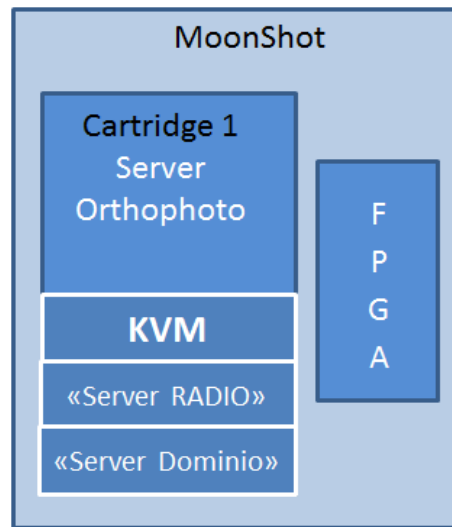 MoonShot
Cartridge 1
Server
Orthophoto
KVM
«Server RADIO»
«Server Dominio»
F
P
G
A